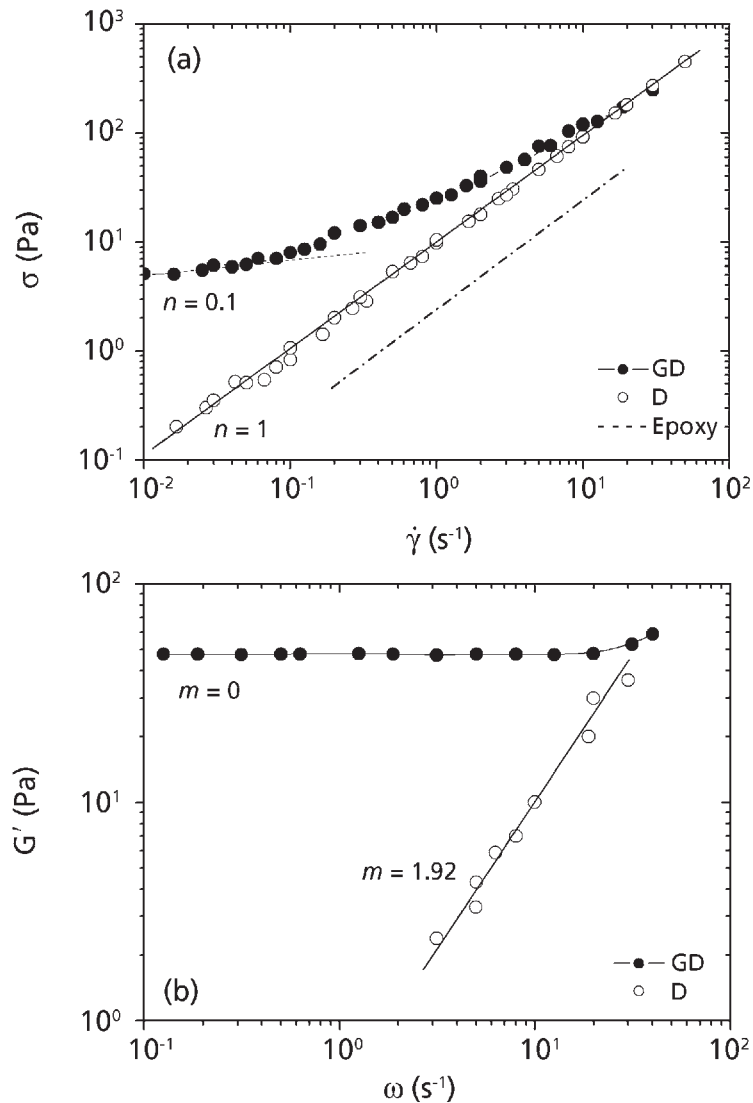 (a)
10³
10²
10¹
10⁰
10⁻¹
σ (Pa)
n = 0.1
n = 1
GD
D
Epoxy
10⁻² 10⁻¹ 10⁰ 10¹ 10²
γ̇ (s⁻¹)
10²
10¹
10⁰
G′ (Pa)
m = 0
m = 1.92
(b)
GD
D
10⁻¹ 10⁰ 10¹ 10²
ω (s⁻¹)